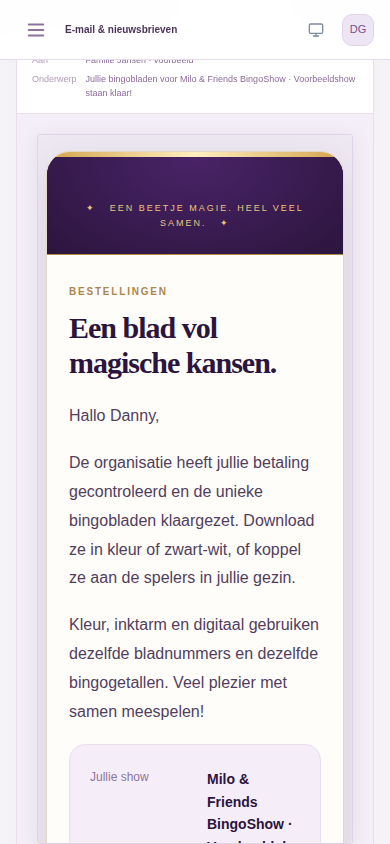 E-mail & nieuwsbrieven
DG
Aan Familie Jansen · Voorbeeld
Onderwerp Jullie bingobladen voor Milo & Friends BingoShow · Voorbeeldshow
staan klaar!
✦ EEN BEETJE MAGIE. HEEL VEEL
SAMEN. ✦
BESTELLINGEN
Een blad vol
magische kansen.
Hallo Danny,
De organisatie heeft jullie betaling
gecontroleerd en de unieke
bingobladen klaargezet. Download
ze in kleur of zwart-wit, of koppel
ze aan de spelers in jullie gezin.
Kleur, inktarm en digitaal gebruiken
dezelfde bladnummers en dezelfde
bingogetallen. Veel plezier met
samen meespelen!
Jullie show Milo &
Friends
BingoShow ·